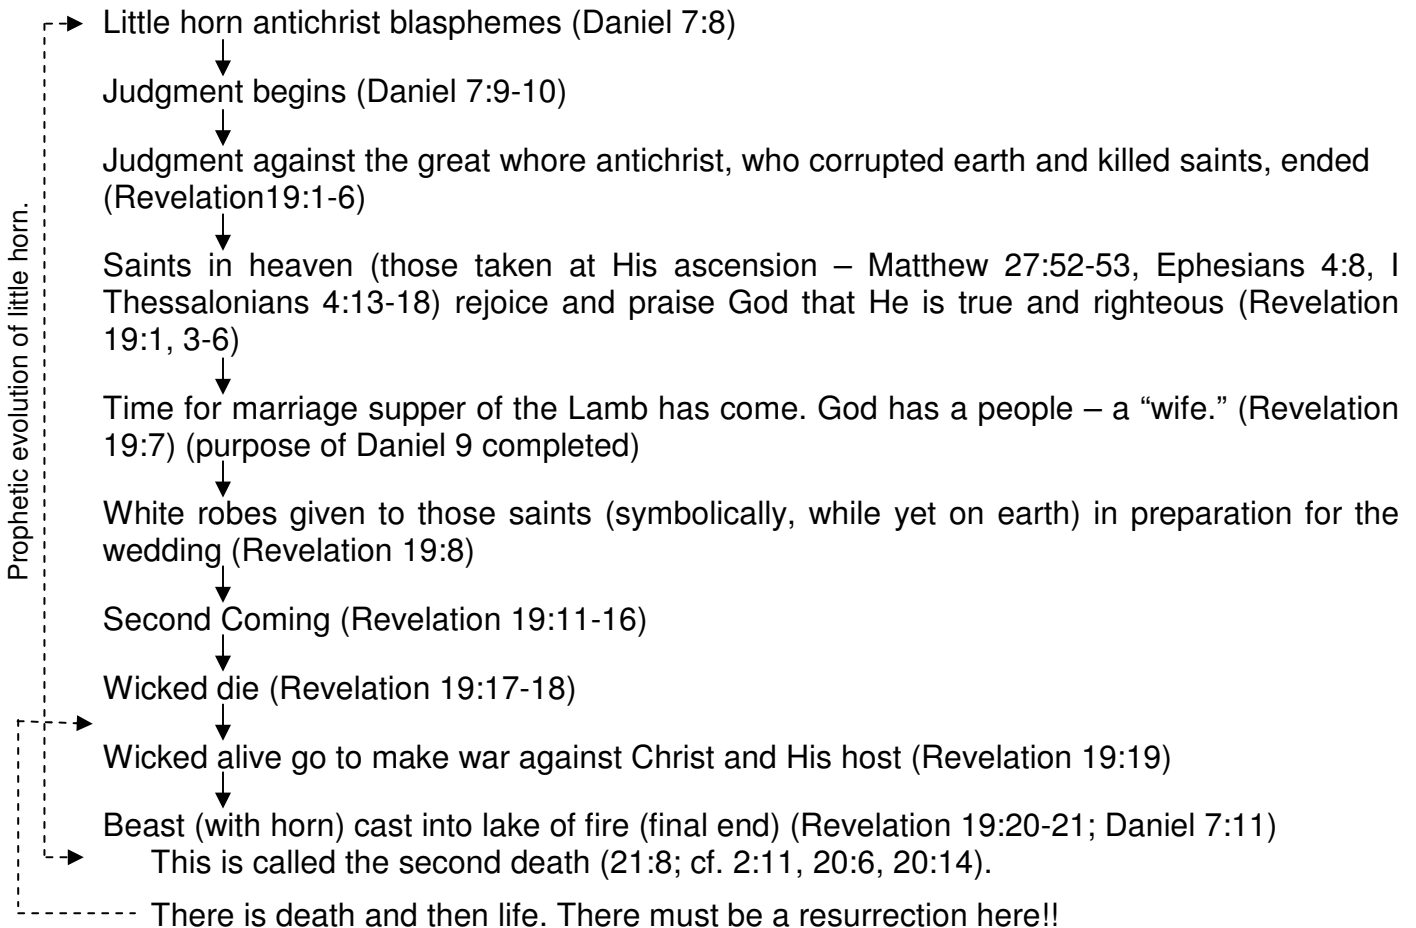 Little horn antichrist blasphemes (Daniel 7:8)
Judgment begins (Daniel 7:9-10)
Judgment against the great whore antichrist, who corrupted earth and killed saints, ended
(Revelation19:1-6)
Saints in heaven (those taken at His ascension – Matthew 27:52-53, Ephesians 4:8, I
Thessalonians 4:13-18) rejoice and praise God that He is true and righteous (Revelation
19:1, 3-6)
Time for marriage supper of the Lamb has come. God has a people – a “wife.” (Revelation
19:7) (purpose of Daniel 9 completed)
White robes given to those saints (symbolically, while yet on earth) in preparation for the
wedding (Revelation 19:8)
Second Coming (Revelation 19:11-16)
Wicked die (Revelation 19:17-18)
Wicked alive go to make war against Christ and His host (Revelation 19:19)
Beast (with horn) cast into lake of fire (final end) (Revelation 19:20-21; Daniel 7:11)
This is called the second death (21:8; cf. 2:11, 20:6, 20:14).
There is death and then life. There must be a resurrection here!!
Prophetic evolution of little horn.